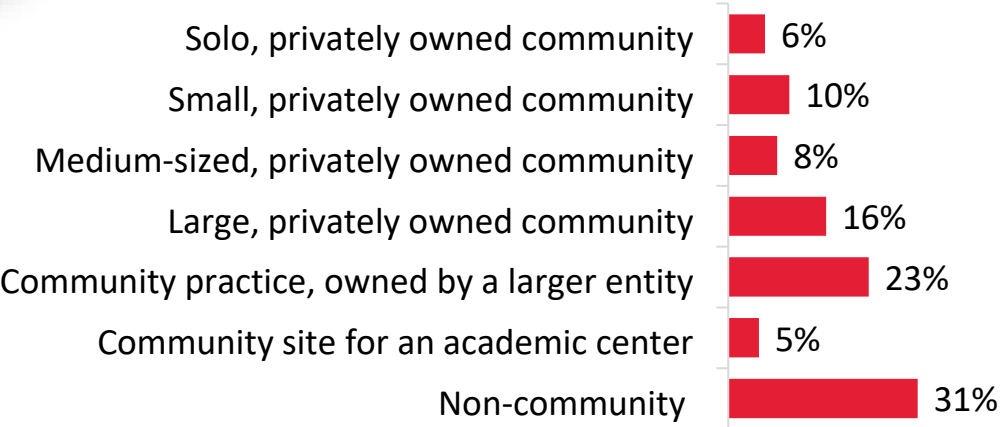 Solo, privately owned community 6%
Small, privately owned community 10%
Medium-sized, privately owned community 8%
Large, privately owned community 16%
Community practice, owned by a larger entity 23%
Community site for an academic center 5%
Non-community 31%